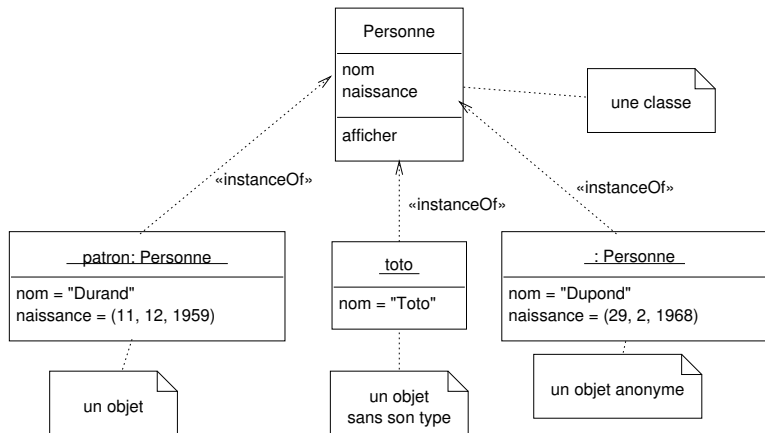 Personne
nom
naissance
afficher
une classe
«instanceOf»
«instanceOf»
«instanceOf»
patron: Personne
nom = "Durand"
naissance = (11, 12, 1959)
toto
nom = "Toto"
: Personne
nom = "Dupond"
naissance = (29, 2, 1968)
un objet
un objet
sans son type
un objet anonyme